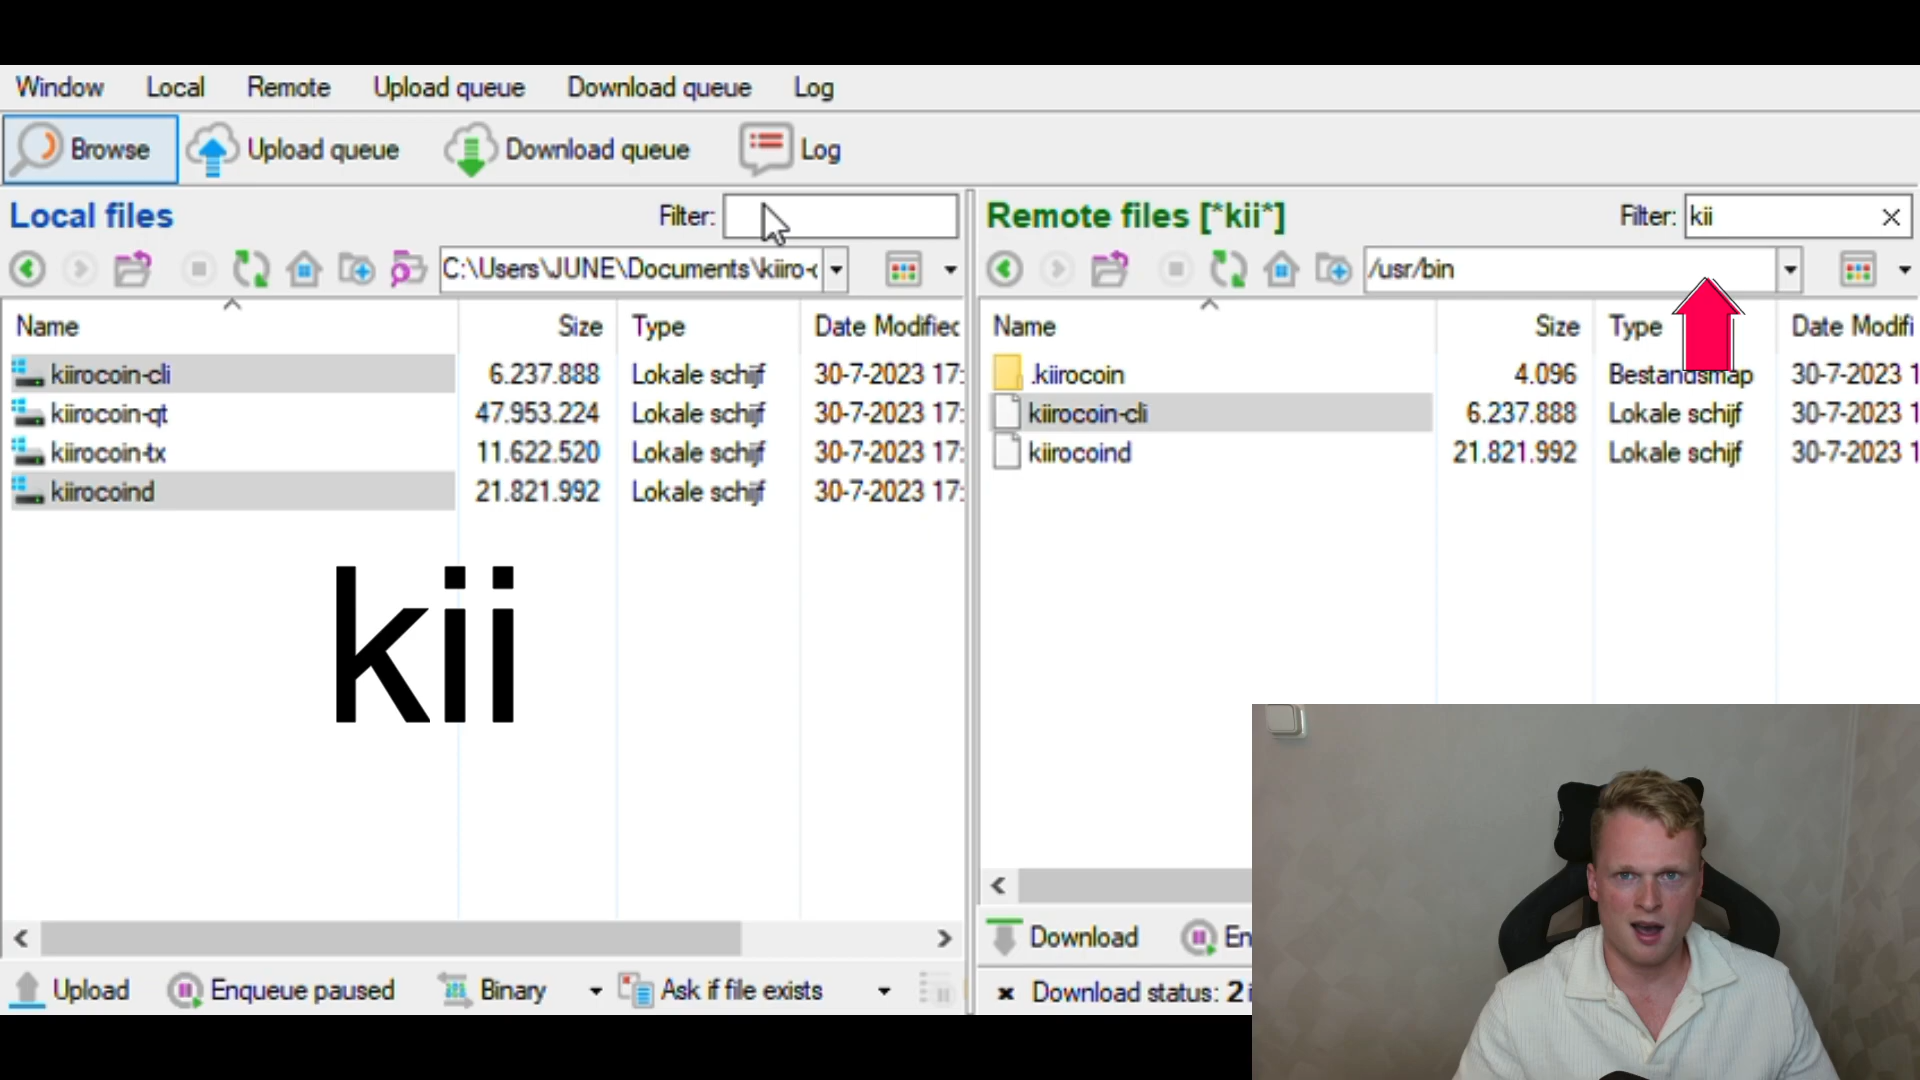 Window Local Remote Upload queue Download queue Log
Browse Upload queue Download queue Log
Local files Filter:
Remote files [*kii*] Filter: kii
C:\Users\JUNE\Documents\kiiro-
/usr/bin
Name Size Type Date Modified
kiirocoin-cli 6.237.888 Lokale schijf 30-7-2023 17:
kiirocoin-qt 47.953.224 Lokale schijf 30-7-2023 17:
kiirocoin-tx 11.622.520 Lokale schijf 30-7-2023 17:
kiirocoind 21.821.992 Lokale schijf 30-7-2023 17:
Name Size Type Date Modifi
.kiirocoin 4.096 Bestandsmap 30-7-2023 1
kiirocoin-cli 6.237.888 Lokale schijf 30-7-2023 1
kiirocoind 21.821.992 Lokale schijf 30-7-2023 1
kii
Upload Enqueue paused Binary Ask if file exists
Download En
Download status: 2 i